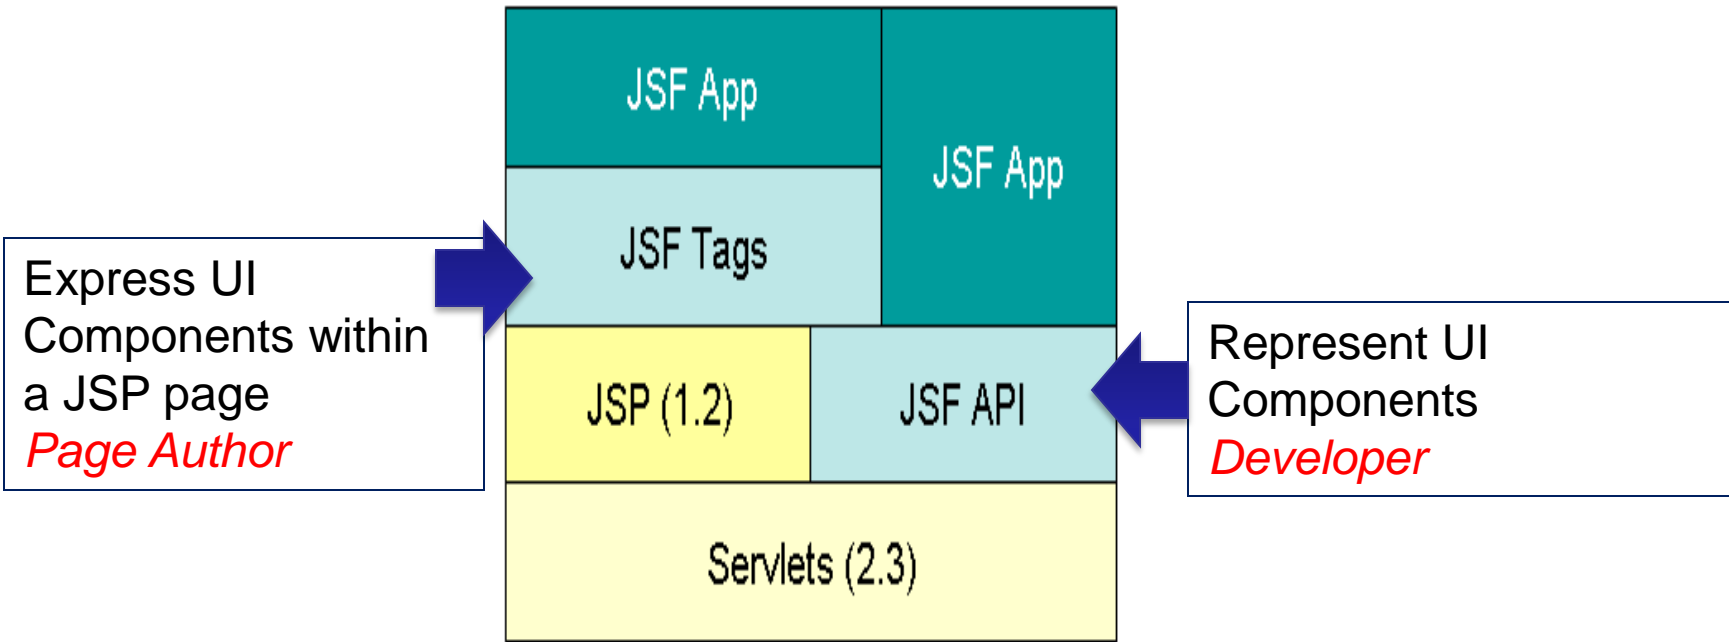 JSF App
JSF App
JSF Tags
Express UI
Components within
a JSP page
Page Author
JSP (1.2)
JSF API
Represent UI
Components
Developer
Servlets (2.3)